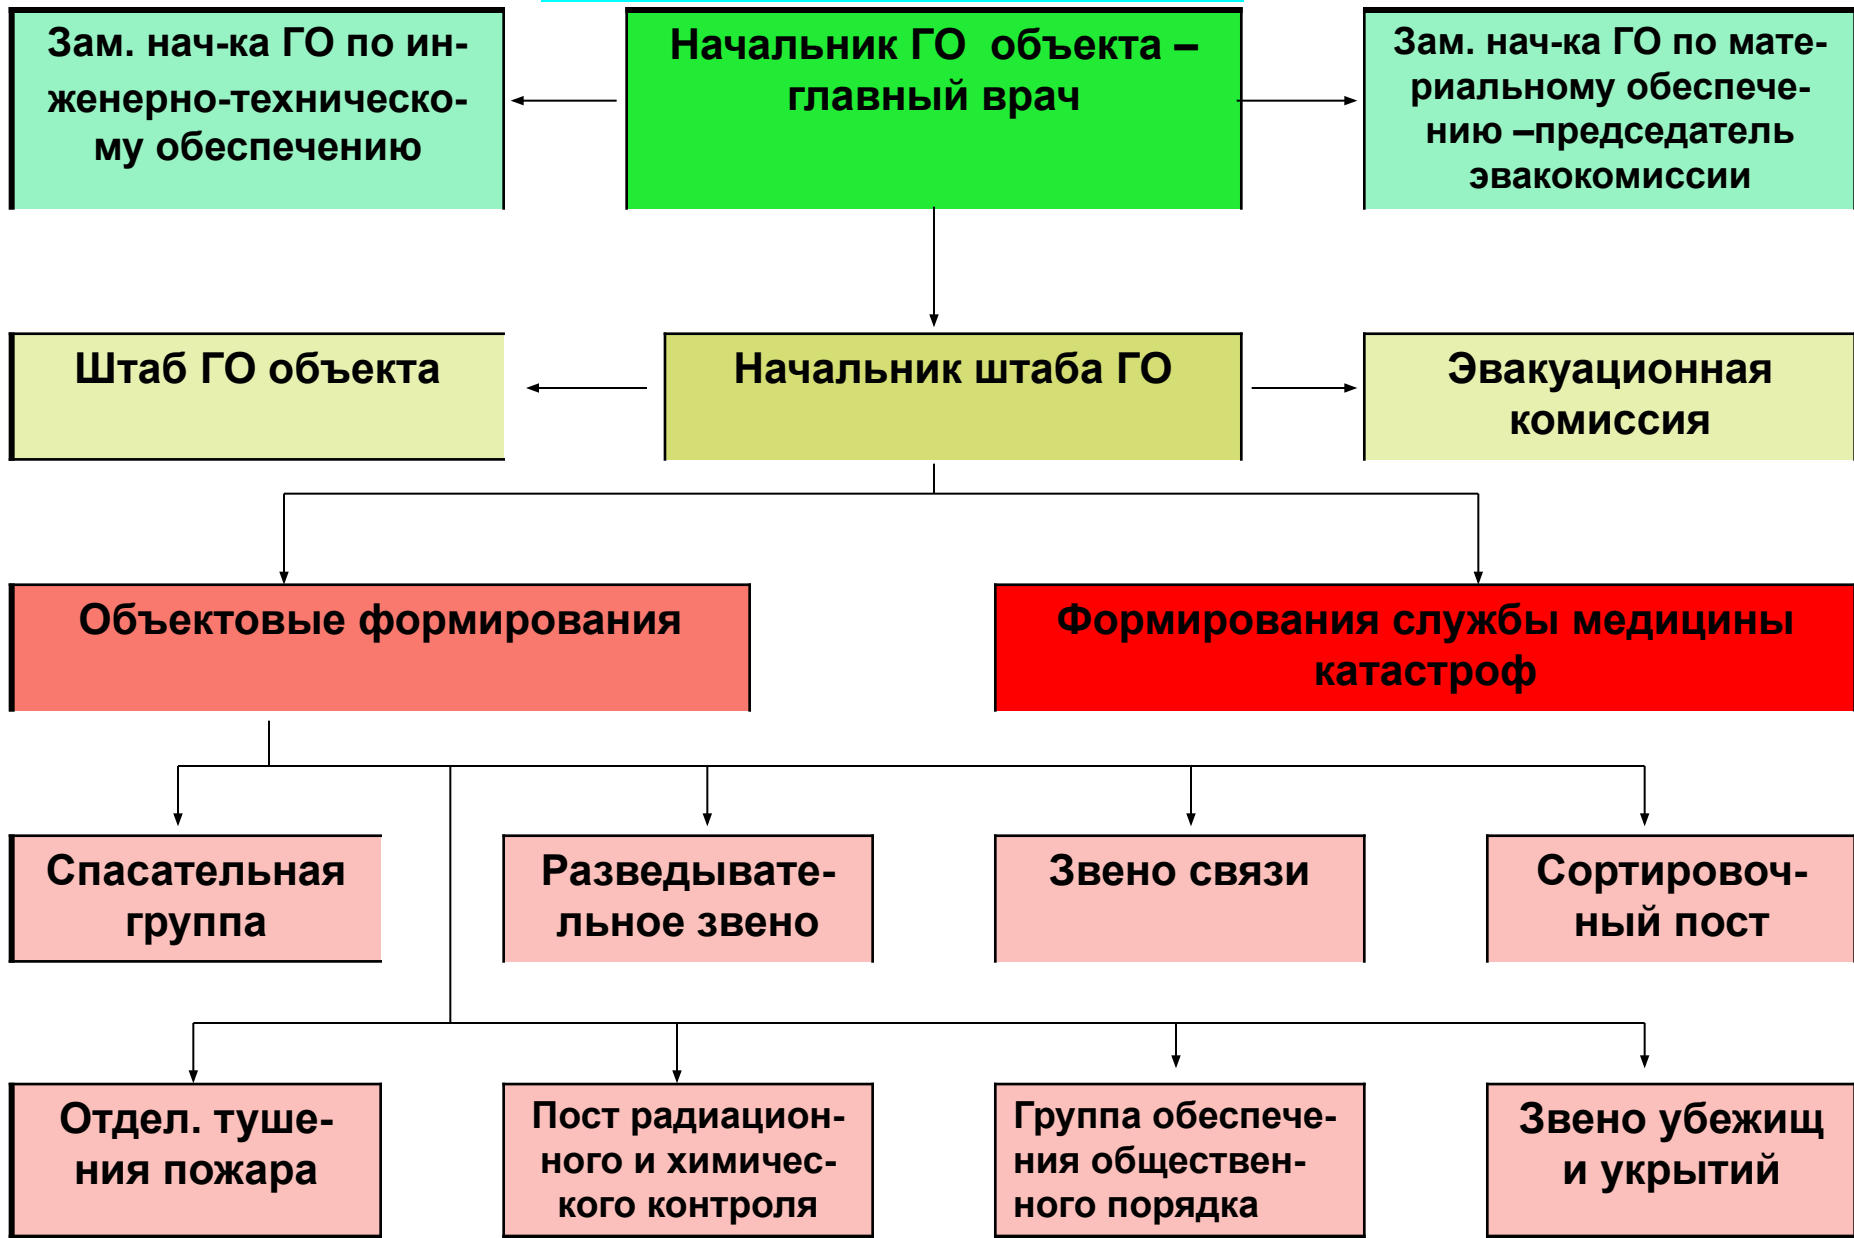 Зам. нач-ка ГО по ин-
женерно-техническо-
му обеспечению
Начальник ГО объекта –
главный врач
Зам. нач-ка ГО по мате-
риальному обеспече-
нию –председатель
эвакокомиссии
Штаб ГО объекта
Начальник штаба ГО
Эвакуационная
комиссия
Объектовые формирования
Формирования службы медицины
катастроф
Спасательная
группа
Разведывате-
льное звено
Звено связи
Сортировоч-
ный пост
Отдел. туше-
ния пожара
Пост радиацион-
ного и химичес-
кого контроля
Группа обеспече-
ния обществен-
ного порядка
Звено убежищ
и укрытий